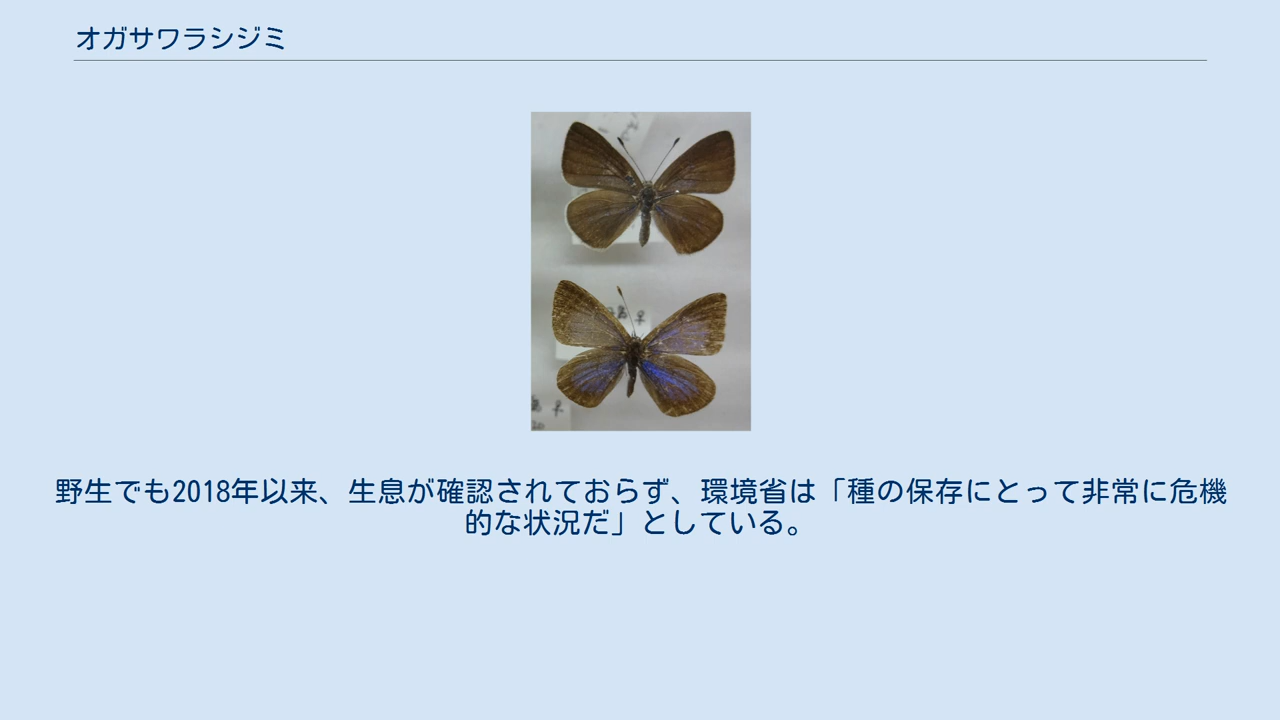 オガサワラシジミ
野生でも2018年以来、生息が確認されておらず、環境省は「種の保存にとって非常に危機
的な状況だ」としている。